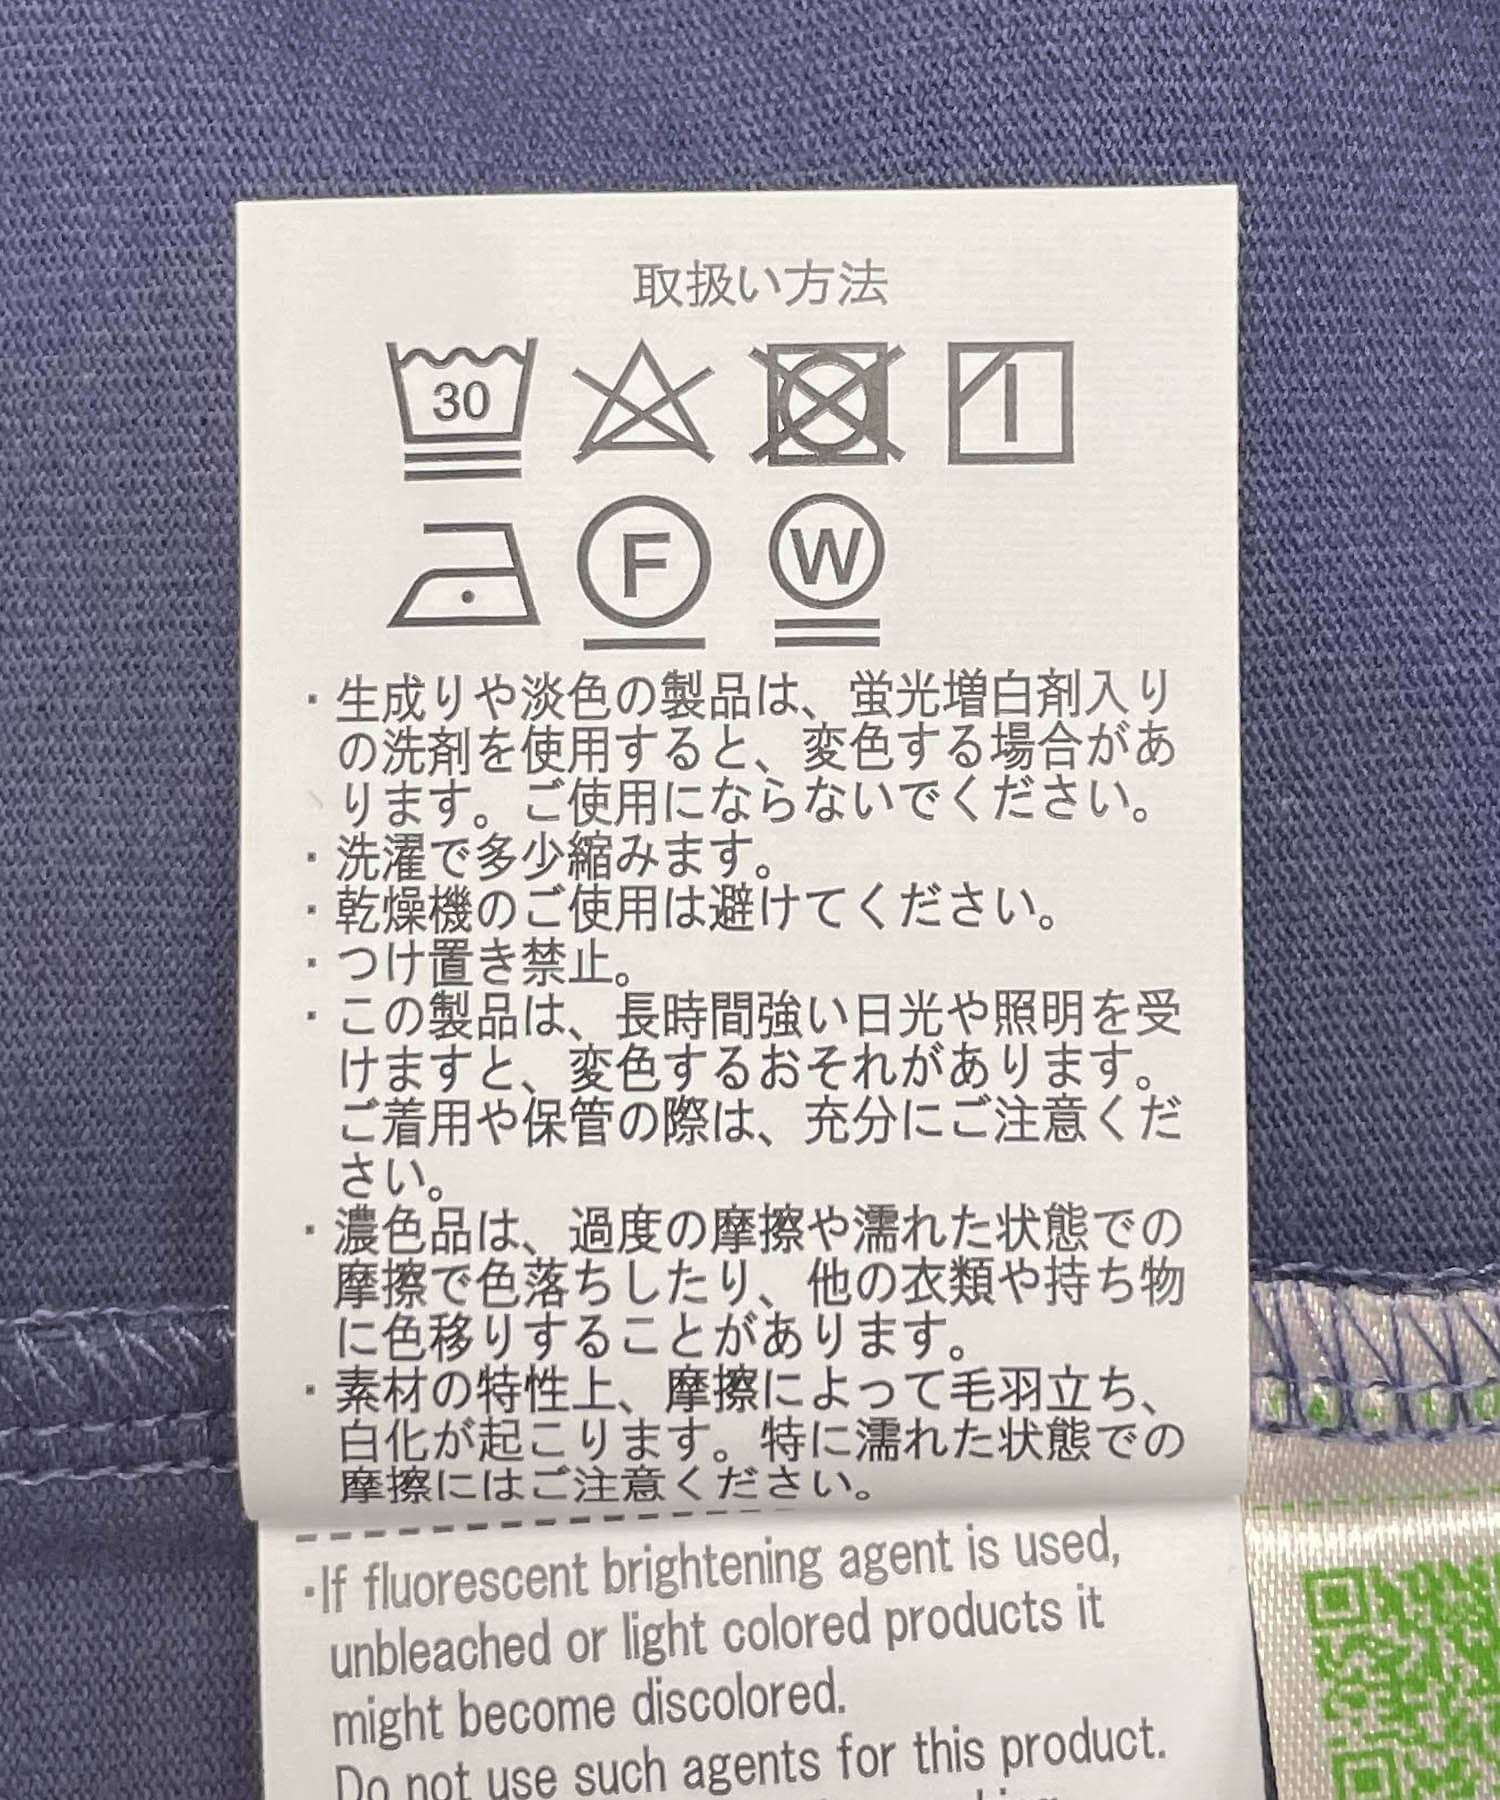 取扱い方法
30
F W
・生成りや淡色の製品は、蛍光増白剤入り
の洗剤を使用すると、変色する場合があ
ります。ご使用にならないでください。
・洗濯で多少縮みます。
・乾燥機のご使用は避けてください。
・つけ置き禁止。
・この製品は、長時間強い日光や照明を受
けますと、変色するおそれがあります。
ご着用や保管の際は、充分にご注意くだ
さい。
・濃色品は、過度の摩擦や濡れた状態での
摩擦で色落ちしたり、他の衣類や持ち物
に色移りすることがあります。
・素材の特性上、摩擦によって毛羽立ち、
白化が起こります。特に濡れた状態での
摩擦にはご注意ください。
・If fluorescent brightening agent is used,
unbleached or light colored products it
might become discolored.
Do not use such agents for this product.